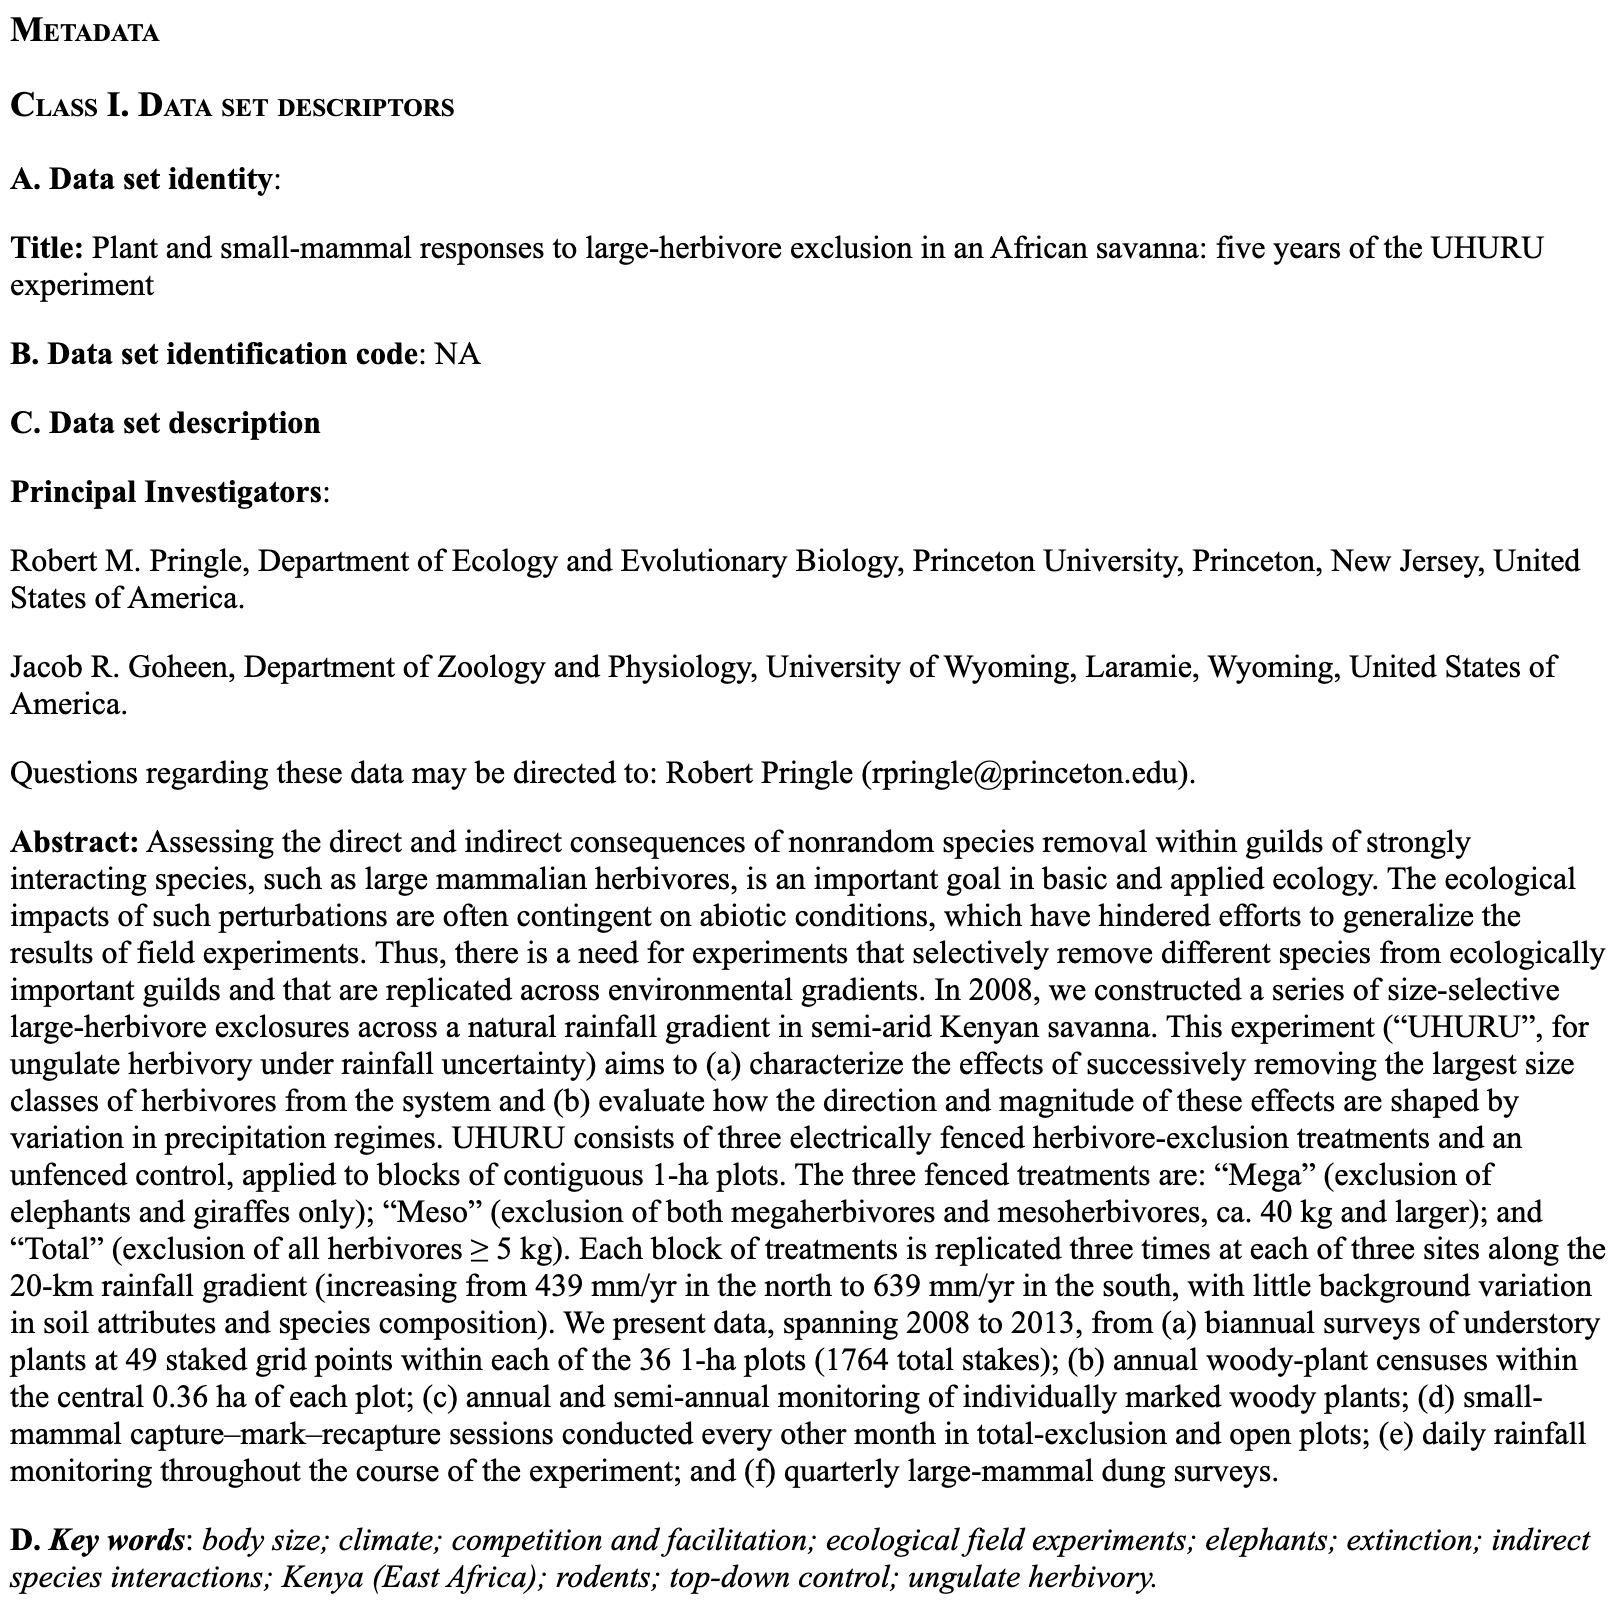 METADATA
CLASS I. DATA SET DESCRIPTORS
A. Data set identity:
Title: Plant and small-mammal responses to large-herbivore exclusion in an African savanna: five years of the UHURU
experiment
B. Data set identification code: NA
C. Data set description
Principal Investigators:
Robert M. Pringle, Department of Ecology and Evolutionary Biology, Princeton University, Princeton, New Jersey, United
States of America.
Jacob R. Goheen, Department of Zoology and Physiology, University of Wyoming, Laramie, Wyoming, United States of
America.
Questions regarding these data may be directed to: Robert Pringle (rpringle@princeton.edu).
Abstract: Assessing the direct and indirect consequences of nonrandom species removal within guilds of strongly
interacting species, such as large mammalian herbivores, is an important goal in basic and applied ecology. The ecological
impacts of such perturbations are often contingent on abiotic conditions, which have hindered efforts to generalize the
results of field experiments. Thus, there is a need for experiments that selectively remove different species from ecologically
important guilds and that are replicated across environmental gradients. In 2008, we constructed a series of size-selective
large-herbivore exclosures across a natural rainfall gradient in semi-arid Kenyan savanna. This experiment (“UHURU”, for
ungulate herbivory under rainfall uncertainty) aims to (a) characterize the effects of successively removing the largest size
classes of herbivores from the system and (b) evaluate how the direction and magnitude of these effects are shaped by
variation in precipitation regimes. UHURU consists of three electrically fenced herbivore-exclusion treatments and an
unfenced control, applied to blocks of contiguous 1-ha plots. The three fenced treatments are: “Mega” (exclusion of
elephants and giraffes only); “Meso” (exclusion of both megaherbivores and mesoherbivores, ca. 40 kg and larger); and
“Total” (exclusion of all herbivores ≥ 5 kg). Each block of treatments is replicated three times at each of three sites along the
20-km rainfall gradient (increasing from 439 mm/yr in the north to 639 mm/yr in the south, with little background variation
in soil attributes and species composition). We present data, spanning 2008 to 2013, from (a) biannual surveys of understory
plants at 49 staked grid points within each of the 36 1-ha plots (1764 total stakes); (b) annual woody-plant censuses within
the central 0.36 ha of each plot; (c) annual and semi-annual monitoring of individually marked woody plants; (d) small-
mammal capture–mark–recapture sessions conducted every other month in total-exclusion and open plots; (e) daily rainfall
monitoring throughout the course of the experiment; and (f) quarterly large-mammal dung surveys.
D. Key words: body size; climate; competition and facilitation; ecological field experiments; elephants; extinction; indirect
species interactions; Kenya (East Africa); rodents; top-down control; ungulate herbivory.